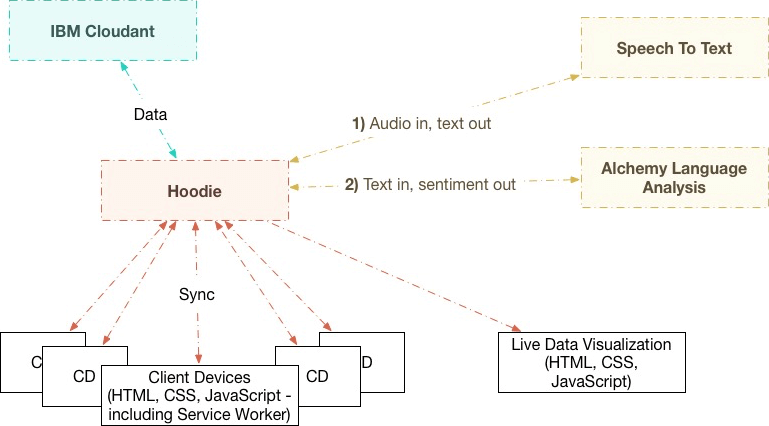 IBM Cloudant
Speech To Text
Data
1) Audio in, text out
Alchemy Language
Analysis
Hoodie
2) Text in, sentiment out
Sync
C
CD
Client Devices
(HTML, CSS, JavaScript -
including Service Worker)
CD
D
Live Data Visualization
(HTML, CSS,
JavaScript)